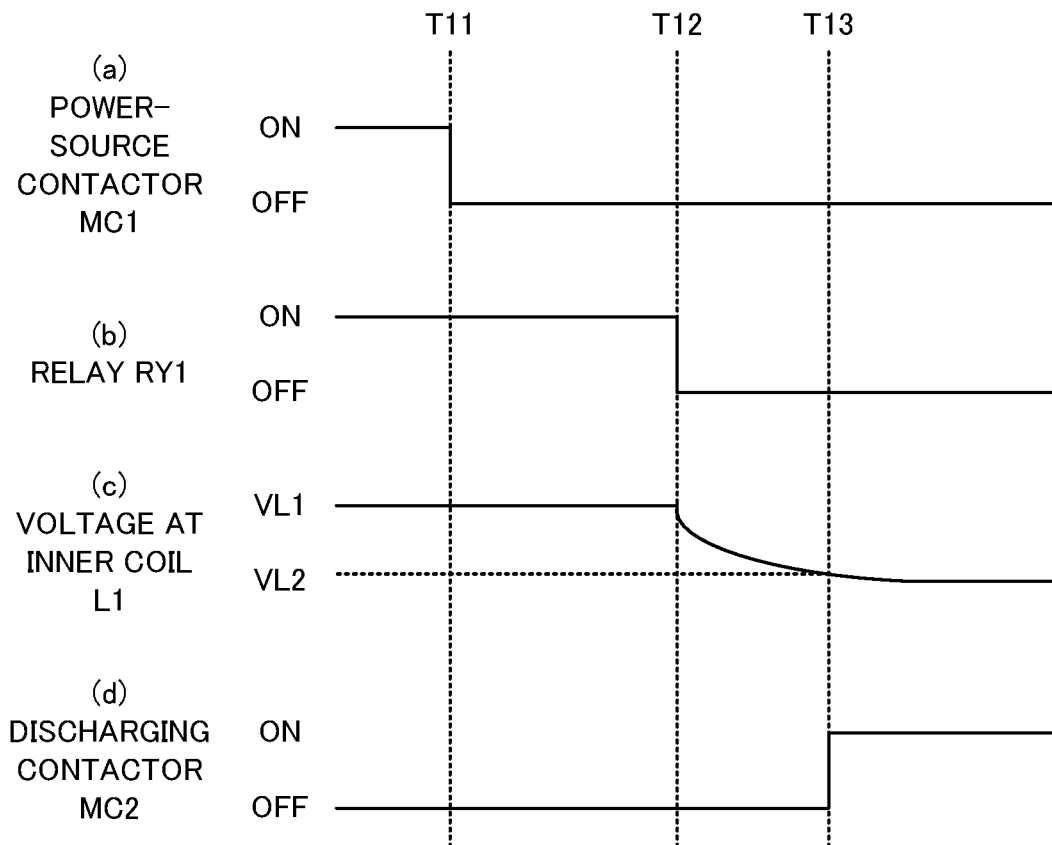 T11 T12 T13
(a)
POWER-
SOURCE
CONTACTOR
MC1
ON
OFF
(b)
RELAY RY1
ON
OFF
(c)
VOLTAGE AT
INNER COIL
L1
VL1
VL2
(d)
DISCHARGING
CONTACTOR
MC2
ON
OFF